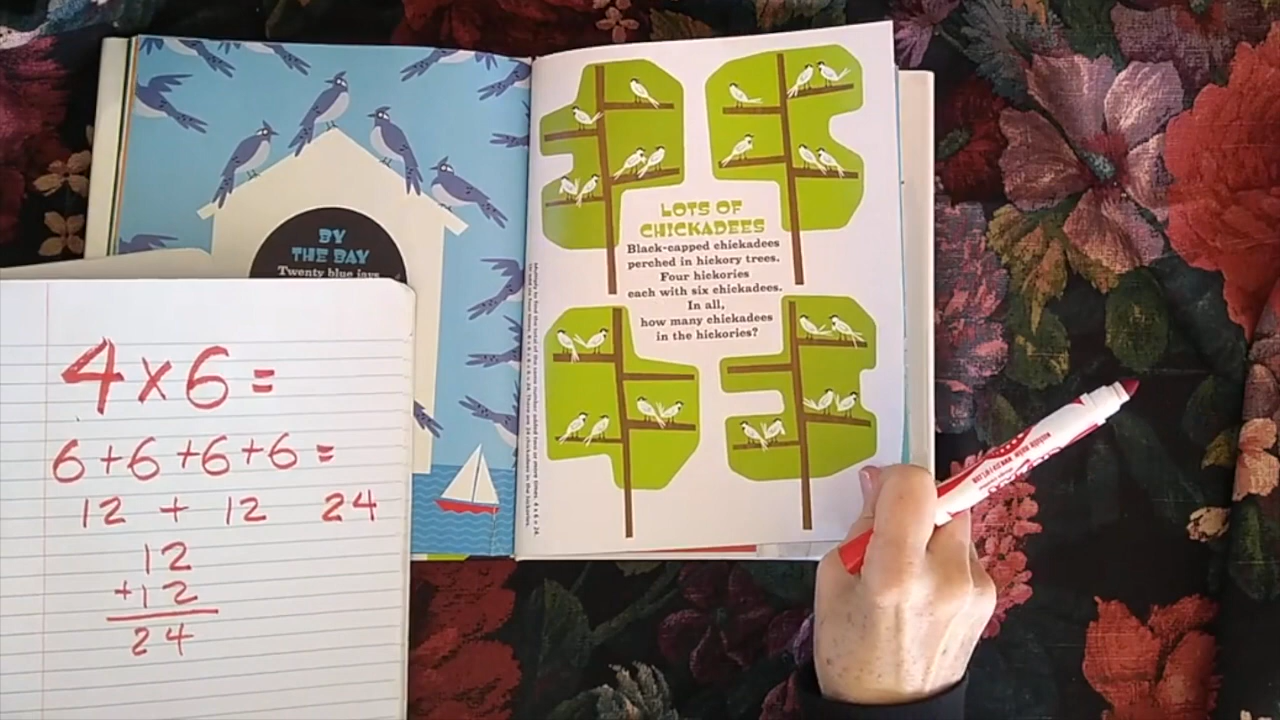 BY
THE BAY
Twenty blue jays
LOTS OF
CHICKADEES
Black-capped chickadees
perched in hickory trees.
Four hickories
each with six chickadees.
In all,
how many chickadees
in the hickories?
4x6=
6+6+6+6=
12 + 12 24
12
+12
24